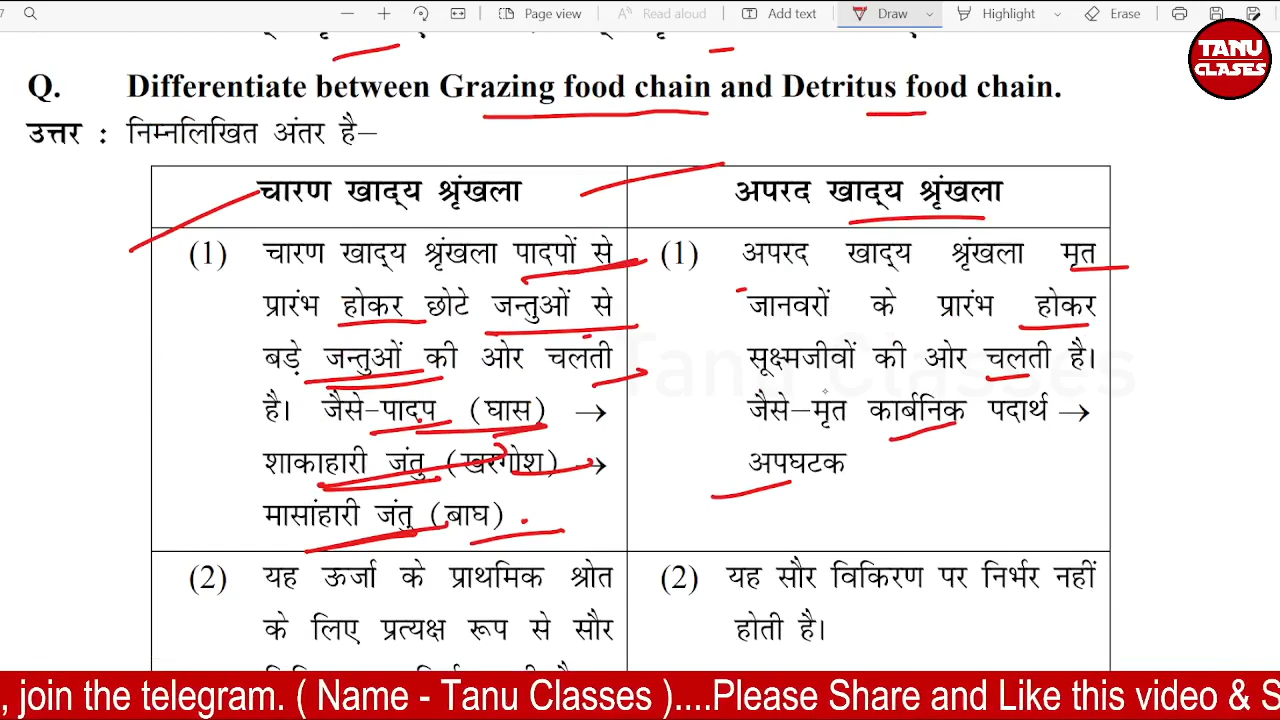 Page view
Read aloud
Add text
Draw
Highlight
Erase
TANU
CLASSES
Q. Differentiate between Grazing food chain and Detritus food chain.
उत्तर : निम्नलिखित अंतर है–
चारण खाद्य श्रृंखला
(1) चारण खाद्य श्रृंखला पादपों से
प्रारंभ होकर छोटे जन्तुओं से
बड़े जन्तुओं की ओर चलती
है। जैसे-पादप (घास) →
शाकाहारी जंतु (खरगोश) →
मासांहारी जंतु (बाघ)
अपरद खाद्य श्रृंखला
(1) अपरद खाद्य श्रृंखला मृत
जानवरों के प्रारंभ होकर
सूक्ष्मजीवों की ओर चलती है।
जैसे–मृत कार्बनिक पदार्थ →
अपघटक
(2) यह ऊर्जा के प्राथमिक श्रोत
के लिए प्रत्यक्ष रूप से सौर
(2) यह सौर विकिरण पर निर्भर नहीं
होती है।
Tanu Classes
, join the telegram. ( Name - Tanu Classes )....Please Share and Like this video & S